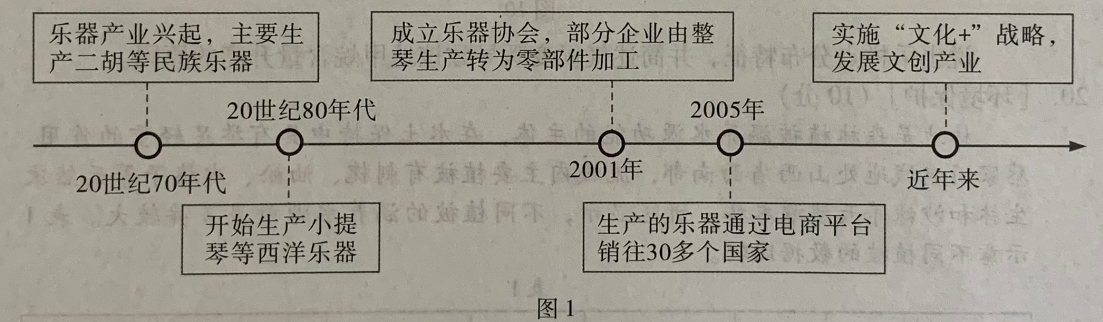 乐器产业兴起，主要生
产二胡等民族乐器
成立乐器协会，部分企业由整
琴生产转为零部件加工
实施“文化+”战略，
发展文创产业
20世纪80年代
2005年
20世纪70年代
2001年
近年来
开始生产小提
琴等西洋乐器
生产的乐器通过电商平台
销往30多个国家
图1